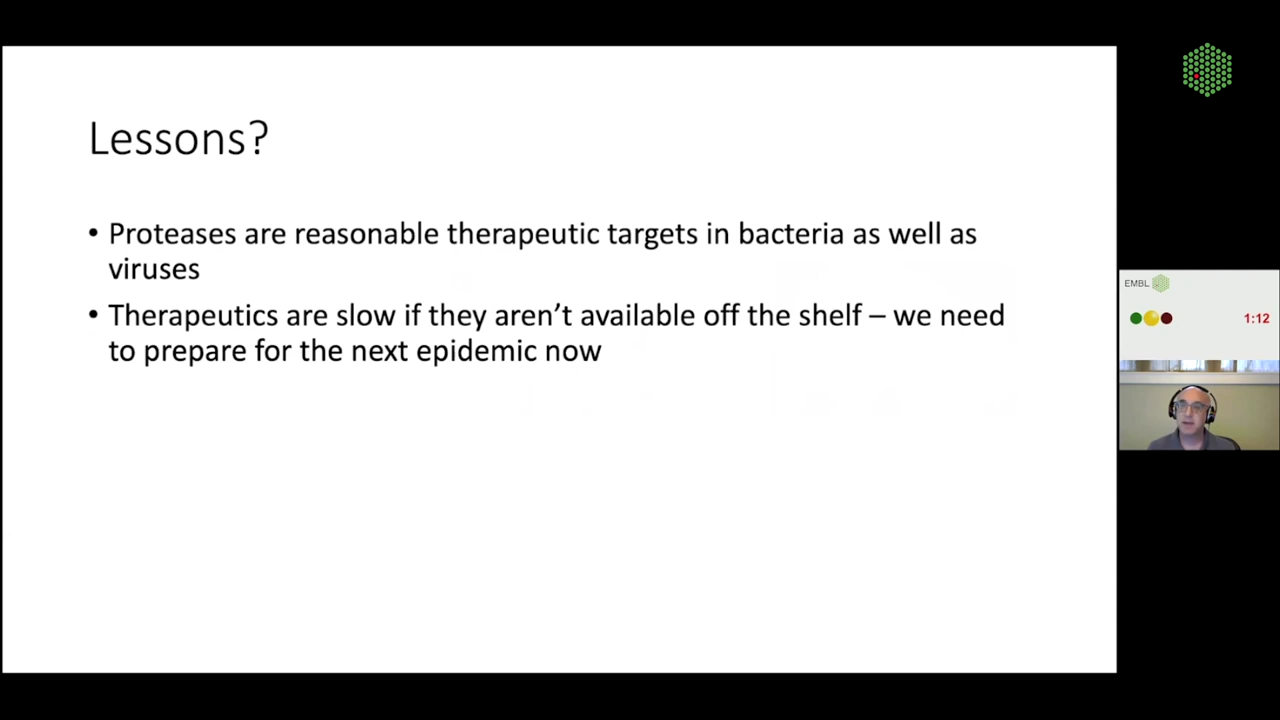 Lessons?
• Proteases are reasonable therapeutic targets in bacteria as well as
viruses
• Therapeutics are slow if they aren’t available off the shelf – we need
to prepare for the next epidemic now
EMBL
1:12